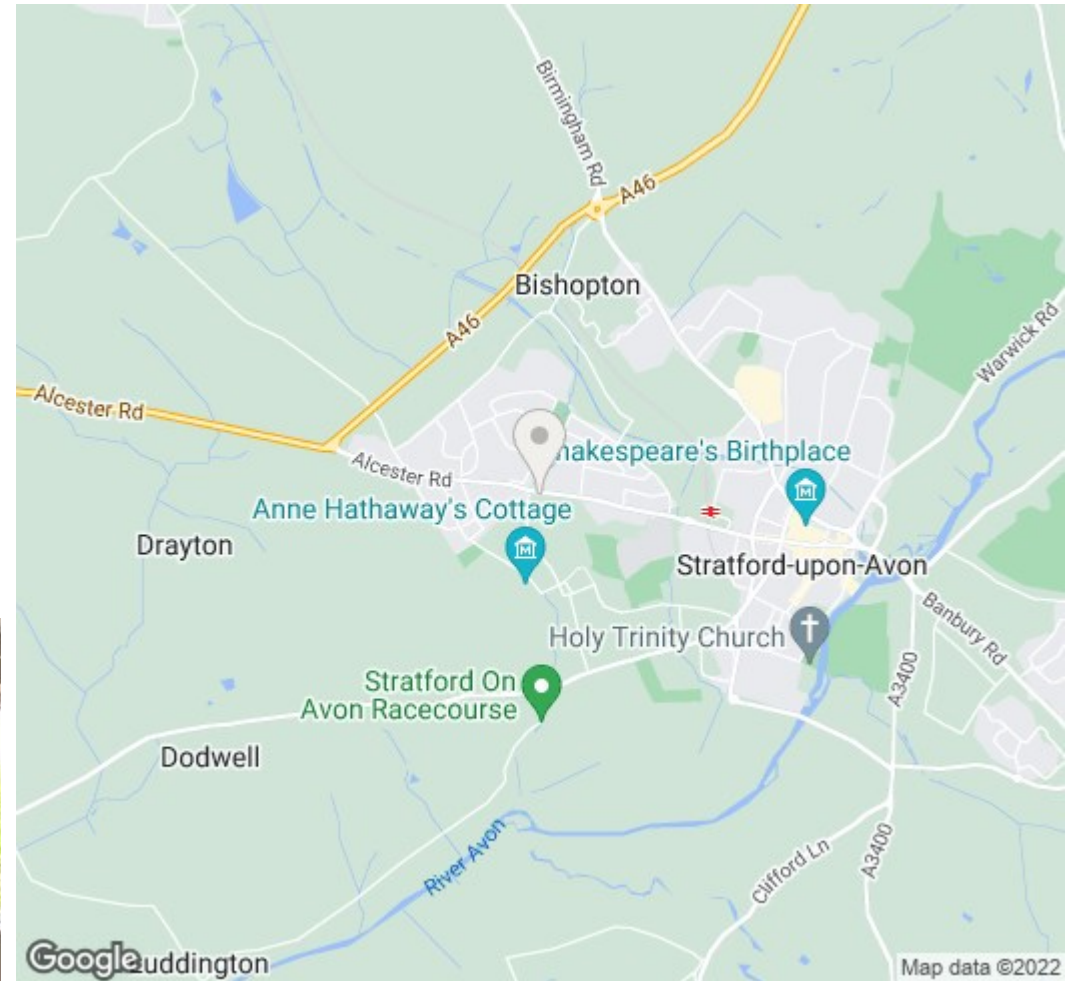 Birmingham Rd
A46
Bishopton
A46
Warwick Rd
Alcester Rd
Alcester Rd
hakespeare's Birthplace
Anne Hathaway's Cottage
Drayton
Stratford-upon-Avon
Banbury Rd
Holy Trinity Church
A3400
Stratford On
Avon Racecourse
Dodwell
River Avon
Clifford Ln
A3400
Google
uddington
Map data ©2022